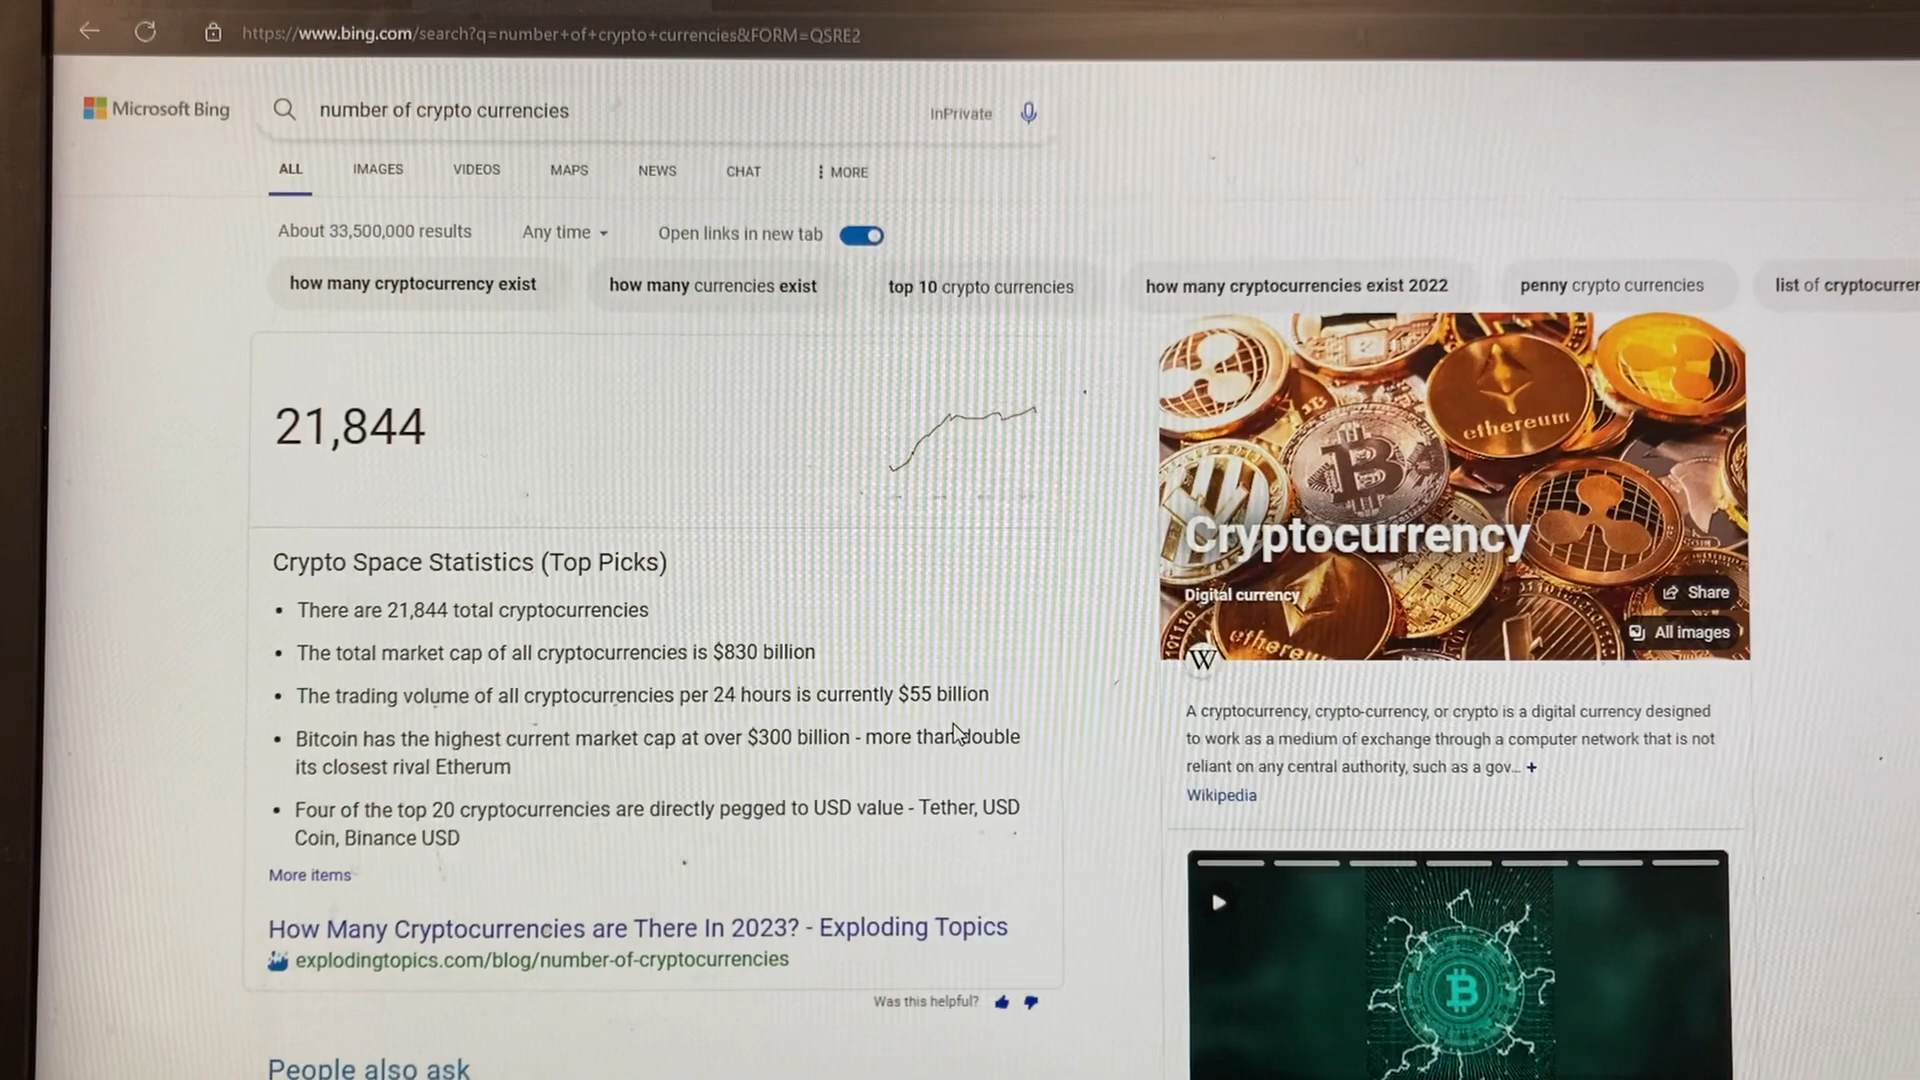 https://www.bing.com/search?q=number+of+crypto+currencies&FORM=QSRE2
Microsoft Bing
number of crypto currencies
InPrivate
ALL
IMAGES
VIDEOS
MAPS
NEWS
CHAT
MORE
About 33,500,000 results
Any time
Open links in new tab
how many cryptocurrency exist
how many currencies exist
top 10 crypto currencies
how many cryptocurrencies exist 2022
penny crypto currencies
list of cryptocurrer
21,844
Crypto Space Statistics (Top Picks)
• There are 21,844 total cryptocurrencies
• The total market cap of all cryptocurrencies is $830 billion
• The trading volume of all cryptocurrencies per 24 hours is currently $55 billion
• Bitcoin has the highest current market cap at over $300 billion - more than double
its closest rival Etherum
• Four of the top 20 cryptocurrencies are directly pegged to USD value - Tether, USD
Coin, Binance USD
More items
How Many Cryptocurrencies are There In 2023? - Exploding Topics
explodingtopics.com/blog/number-of-cryptocurrencies
Was this helpful?
People also ask
ethereum
Cryptocurrency
Digital currency
Share
All images
ethereu
W
A cryptocurrency, crypto-currency, or crypto is a digital currency designed
to work as a medium of exchange through a computer network that is not
reliant on any central authority, such as a gov... +
Wikipedia